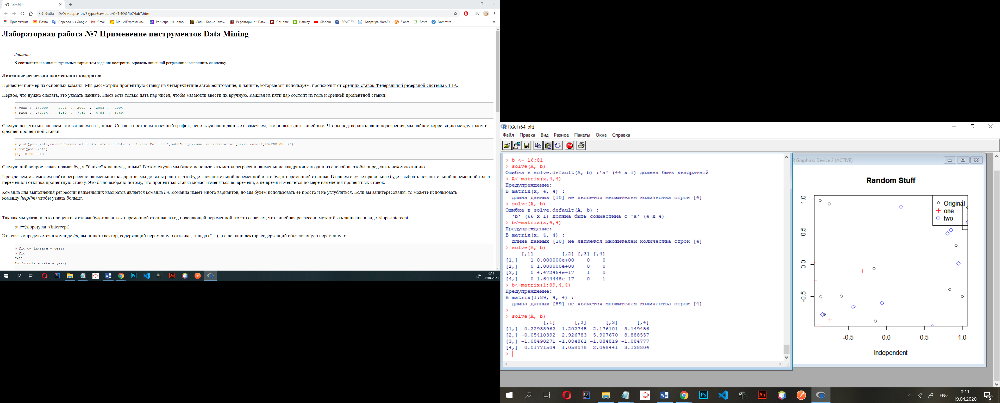 lab7.htm
Файл | D:/Университет/3курс/6семестр/СиТИОД/lb7/lab7.htm
Приложения Почта Переводчик Google Gmail Мой AliExpress: Уп... Регистрация новог... Лапин Борис - ска... Рефакторинг и Пат... GoHome Hata.by Sindom REALT.BY Квартира-Дом.BY Slanet Resta Domovita »
Лабораторная работа №7 Применение инструментов Data Mining
Задание:
В соответствии с индивидуальным вариантом задания построить мродель линейной регресиии и выполнить её оценку
Линейные регрессии наименьших квадратов
Приведем пример из основных команд. Мы рассмотрим процентную ставку на четырехлетние автокредитование, и данные, которые мы используем, происходит от средних ставок Федеральной резервной системы США.
Первое, что нужно сделать, это указать данные. Здесь есть только пять пар чисел, чтобы мы могли ввести их вручную. Каждая из пяти пар состоит из года и средней процентной ставки:
> year <- c(2000 , 2001 , 2002 , 2003 , 2004)
> rate <- c(9.34 , 8.50 , 7.62 , 6.93 , 6.60)
Следующее, что мы сделаем, это взглянем на данные. Сначала построим точечный график, используя наши данные и замечаем, что он выглядит линейным. Чтобы подтвердить наши подозрения, мы найдем корреляцию между годом и
средней процентной ставки:
> plot(year,rate,main="Commercial Banks Interest Rate for 4 Year Car Loan",sub="http://www.federalreserve.gov/releases/g19/20050805/")
> cor(year,rate)
[1] -0.9880813
Следующий вопрос, какая прямая будет "ближе" к нашим данным? В этом случае мы будем использовать метод регрессии наименьшие квадратов как один из способов, чтобы определить искомую линию.
Прежде чем мы сможем найти регрессию наименьших квадратов, мы должны решить, что будет пояснительной переменной и что будет переменной отклика. В нашем случае правильнее будет выбрать пояснительной переменной год, а
переменной отклика процентную ставку. Это было выбрано потому, что процентная ставка может изменяться во времени, а не время изменяется по мере изменения процентных ставок.
Команда для выполнения регрессии наименьших квадратов является команда lm. Команда имеет много вариантов, но мы будем использовать её просто и не углубляться. Если вы заинтересованы, то можете использовать
команду help(lm) чтобы узнать больше.
Так как мы указали, что процентная ставка будет являться переменной отклика, а год поясняющей переменной, то это означает, что линейная регрессии может быть записана в виде slope-intercept :
rate=(slope)year+(intercept)
Эта связь определяется в команде lm, вы пишете вектор, содержащий переменную отклика, тильда ("~"), и еще одни вектор, содержащий объясняющую переменную:
> fit <- lm(rate ~ year)
> fit
Call:
lm(formula = rate ~ year)
0:11
19.04.2020
RGui (64-bit)
Файл Правка Вид Разное Пакеты Окна Справка
STOP
> b <- 16:81
> solve(A, b)
Ошибка в solve.default(A, b) :'a' (44 x 1) должна быть квадратной
> A<-matrix(x,4,4)
Предупреждение:
В matrix(x, 4, 4) :
длина данных [10] не является множителем количества строк [4]
> solve(A, b)
Ошибка в solve.default(A, b) :
'b' (66 x 1) должна быть совместима с 'a' (4 x 4)
> b<-matrix(x,4,4)
Предупреждение:
В matrix(x, 4, 4) :
длина данных [10] не является множителем количества строк [4]
> solve(A, b)
[,1] [,2] [,3] [,4]
[1,] 1 0.000000e+00 0 0
[2,] 0 1.000000e+00 0 0
[3,] 0 4.472454e-17 1 0
[4,] 0 1.644448e-17 0 1
> b<-matrix(1:89,4,4)
Предупреждение:
В matrix(1:89, 4, 4) :
длина данных [89] не является множителем количества строк [4]
>
> solve(A, b)
[,1] [,2] [,3] [,4]
[1,] 0.22938962 1.202745 2.176101 3.149456
[2,] -0.05410392 2.926783 5.907670 8.888557
[3,] -1.08490271 -1.084861 -1.084819 -1.084777
[4,] 0.01771504 1.058078 2.098441 3.138804
>
R Graphics: Device 2 (ACTIVE)
Random Stuff
Original
one
two
1.0
0.5
0.0
-0.5
-0.5 0.0 0.5 1.0
Independent
IJ W Ps An
ENG
0:11
19.04.2020
5